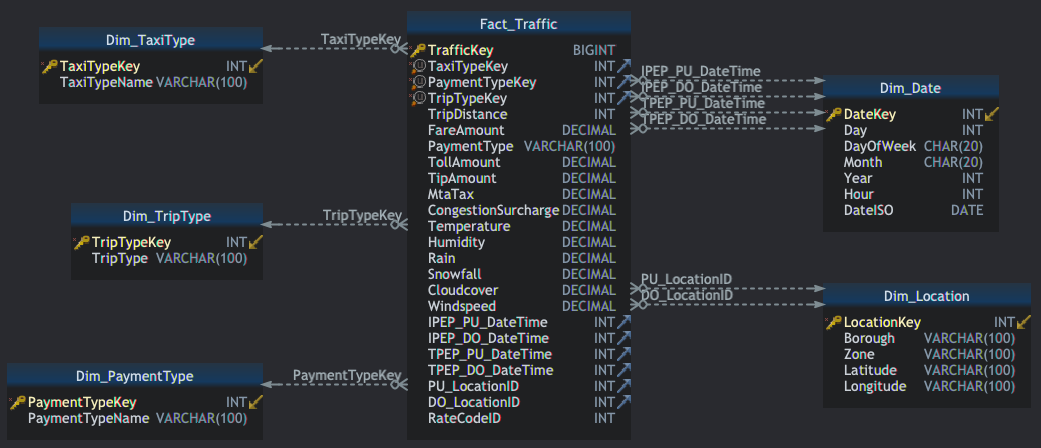 Dim_TaxiType
TaxiTypeKey INT
TaxiTypeName VARCHAR(100)
TaxiTypeKey
Fact_Traffic
TrafficKey BIGINT
TaxiTypeKey INT
PaymentTypeKey INT
TripTypeKey INT
TripDistance INT
FareAmount DECIMAL
PaymentType VARCHAR(100)
TollAmount DECIMAL
TipAmount DECIMAL
MtaTax DECIMAL
CongestionSurcharge DECIMAL
Temperature DECIMAL
Humidity DECIMAL
Rain DECIMAL
Snowfall DECIMAL
Cloudcover DECIMAL
Windspeed DECIMAL
IPEP_PU_DateTime INT
IPEP_DO_DateTime INT
TPEP_PU_DateTime INT
TPEP_DO_DateTime INT
PU_LocationID INT
DO_LocationID INT
RateCodeID INT
IPEP_PU_DateTime
IPEP_DO_DateTime
TPEP_PU_DateTime
TPEP_DO_DateTime
Dim_Date
DateKey INT
Day INT
DayOfWeek CHAR(20)
Month CHAR(20)
Year INT
Hour INT
DateISO DATE
Dim_TripType
TripTypeKey INT
TripType VARCHAR(100)
TripTypeKey
PU_LocationID
DO_LocationID
Dim_Location
LocationKey INT
Borough VARCHAR(100)
Zone VARCHAR(100)
Latitude VARCHAR(100)
Longitude VARCHAR(100)
Dim_PaymentType
PaymentTypeKey INT
PaymentTypeName VARCHAR(100)
PaymentTypeKey